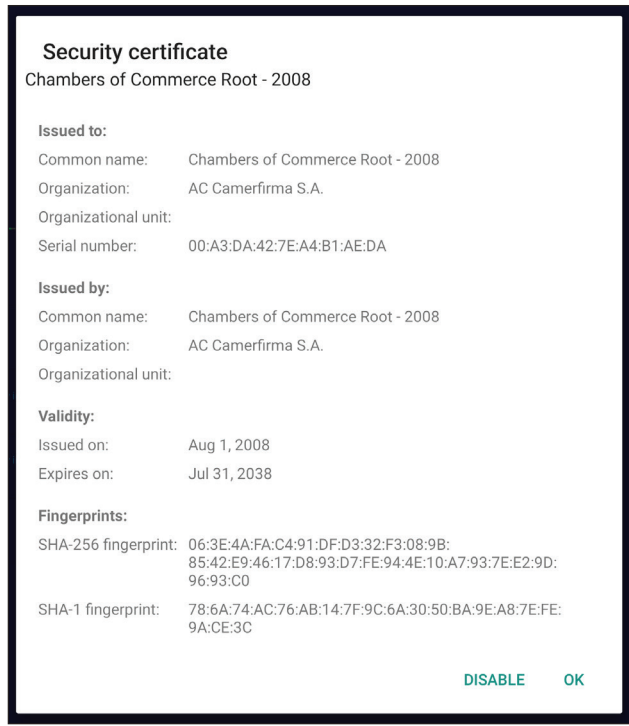 Security certificate
Chambers of Commerce Root - 2008
Issued to:
Common name: Chambers of Commerce Root - 2008
Organization: AC Camerfirma S.A.
Organizational unit:
Serial number: 00:A3:DA:42:7E:A4:B1:AE:DA
Issued by:
Common name: Chambers of Commerce Root - 2008
Organization: AC Camerfirma S.A.
Organizational unit:
Validity:
Issued on: Aug 1, 2008
Expires on: Jul 31, 2038
Fingerprints:
SHA-256 fingerprint: 06:3E:4A:FA:C4:91:DF:D3:32:F3:08:9B:
85:42:E9:46:17:D8:93:D7:FE:94:4E:10:A7:93:7E:E2:9D:
96:93:C0
SHA-1 fingerprint: 78:6A:74:AC:76:AB:14:7F:9C:6A:30:50:BA:9E:A8:7E:FE:
9A:CE:3C
DISABLE OK